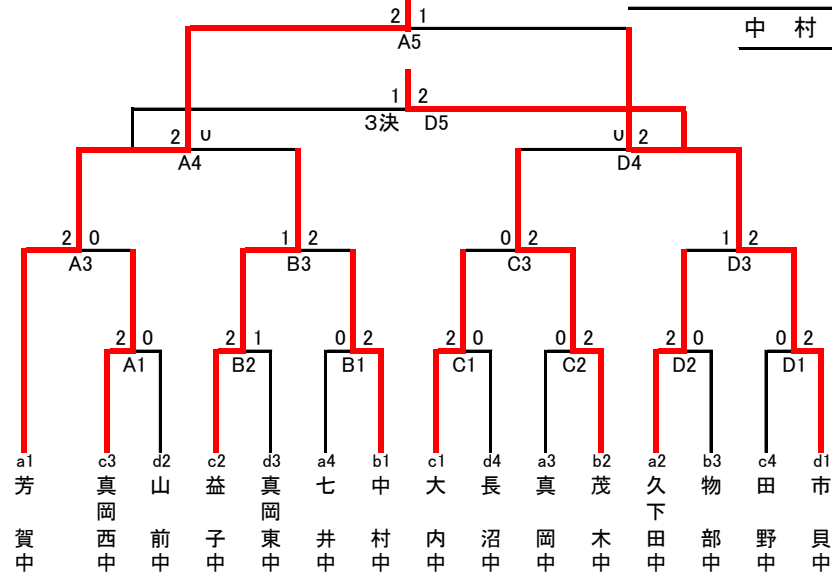 2 1
中 村
A5
1 2
3決 D5
2 0 0 2
A4 D4
2 0 1 2 0 2 1 2
A3 B3 C3 D3
2 0 2 1 0 2 2 0 0 2 2 0 0 2
A1 B2 B1 C1 C2 D2 D1
a1 c3 d2 c2 d3 a4 b1 c1 d4 a3 b2 a2 b3 c4 d1
芳賀中
真岡西中
山前中
益子中
真岡東中
七井中
中村中
大内中
長沼中
真岡中
茂木中
久下田中
物部中
田野中
市貝中